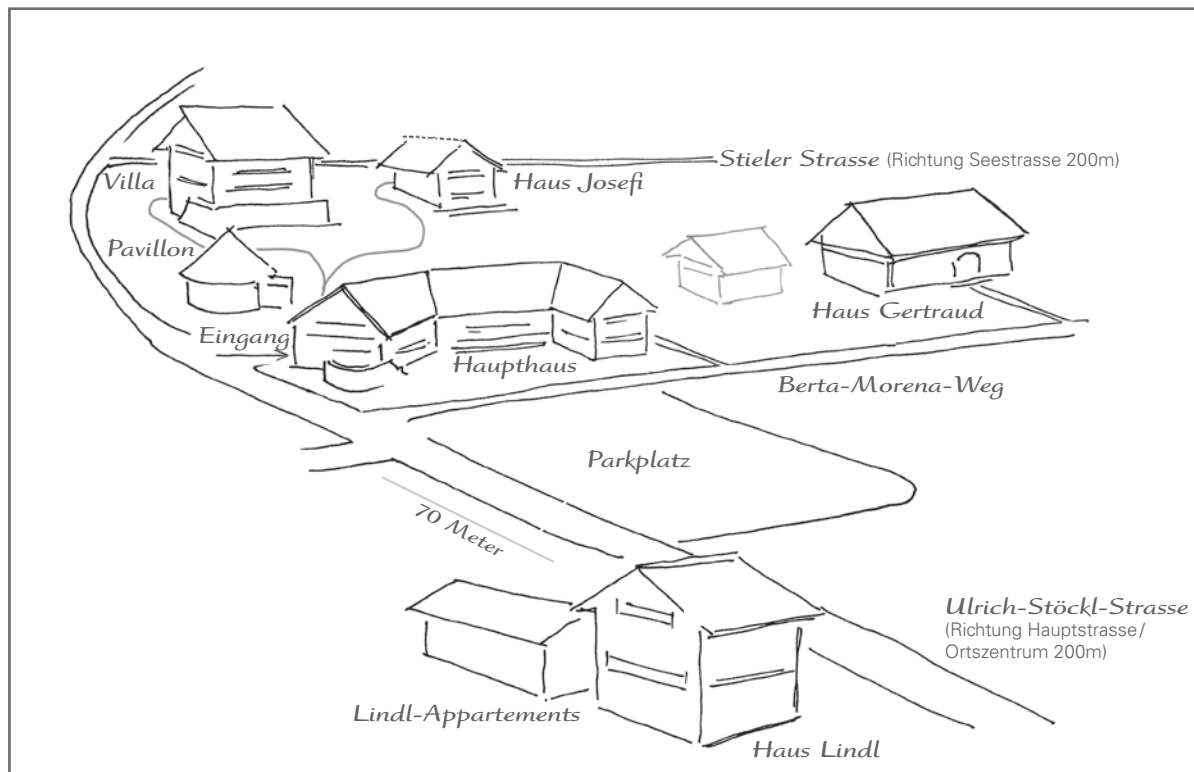 Stieler Strasse (Richtung Seestrasse 200m)
Villa
Haus Josefi
Pavillon
Haus Gertraud
Eingang
Haupthaus
Berta-Morena-Weg
Parkplatz
70 Meter
Ulrich-Stöckl-Strasse
(Richtung Hauptstrasse/
Ortszentrum 200m)
Lindl-Appartements
Haus Lindl